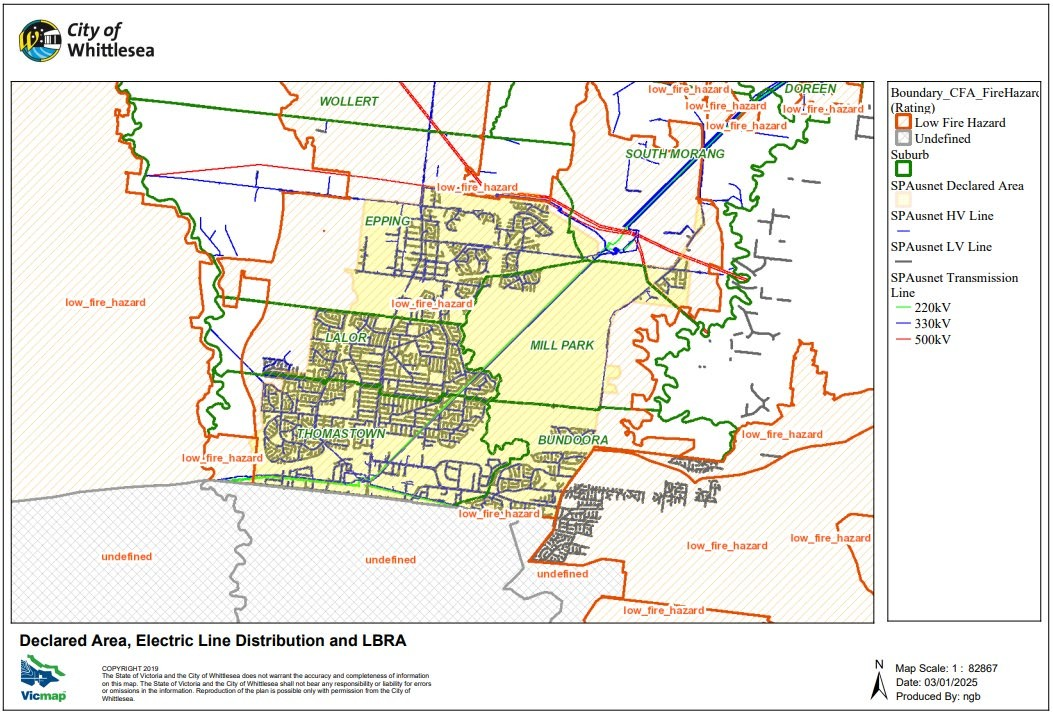 City of
Whittlesea
WOLLERT
low_fire_hazard
DOREEN
low_fire_hazard
low_fire_hazard
low_fire_hazard
SOUTH MORANG
low_fire_hazard
EPPING
low_fire_hazard
low_fire_hazard
LALOR
MILL PARK
THOMASTOWN
BUNDOORA
low_fire_hazard
low_fire_hazard
low_fire_hazard
low_fire_hazard
low_fire_hazard
undefined
undefined
undefined
low_fire_hazard
Boundary_CFA_FireHazard
(Rating)
Low Fire Hazard
Undefined
Suburb
SPAusnet Declared Area
SPAusnet HV Line
SPAusnet LV Line
SPAusnet Transmission
Line
220kV
330kV
500kV
Declared Area, Electric Line Distribution and LBRA
Vicmap
COPYRIGHT 2019
The State of Victoria and the City of Whittlesea does not warrant the accuracy and completeness of information
on this map. The State of Victoria and the City of Whittlesea shall not bear any responsibility or liability for errors
or omissions in the information. Reproduction of the plan is possible only with permission from the City of
Whittlesea.
N
Map Scale: 1 : 82867
Date: 03/01/2025
Produced By: ngb